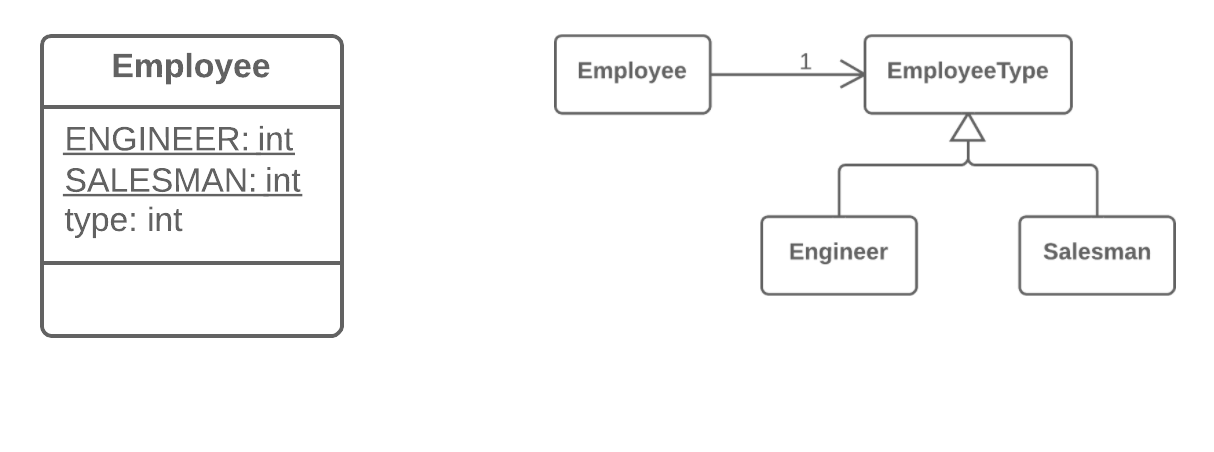 Employee
ENGINEER: int
SALESMAN: int
type: int
Employee
1
EmployeeType
Engineer
Salesman